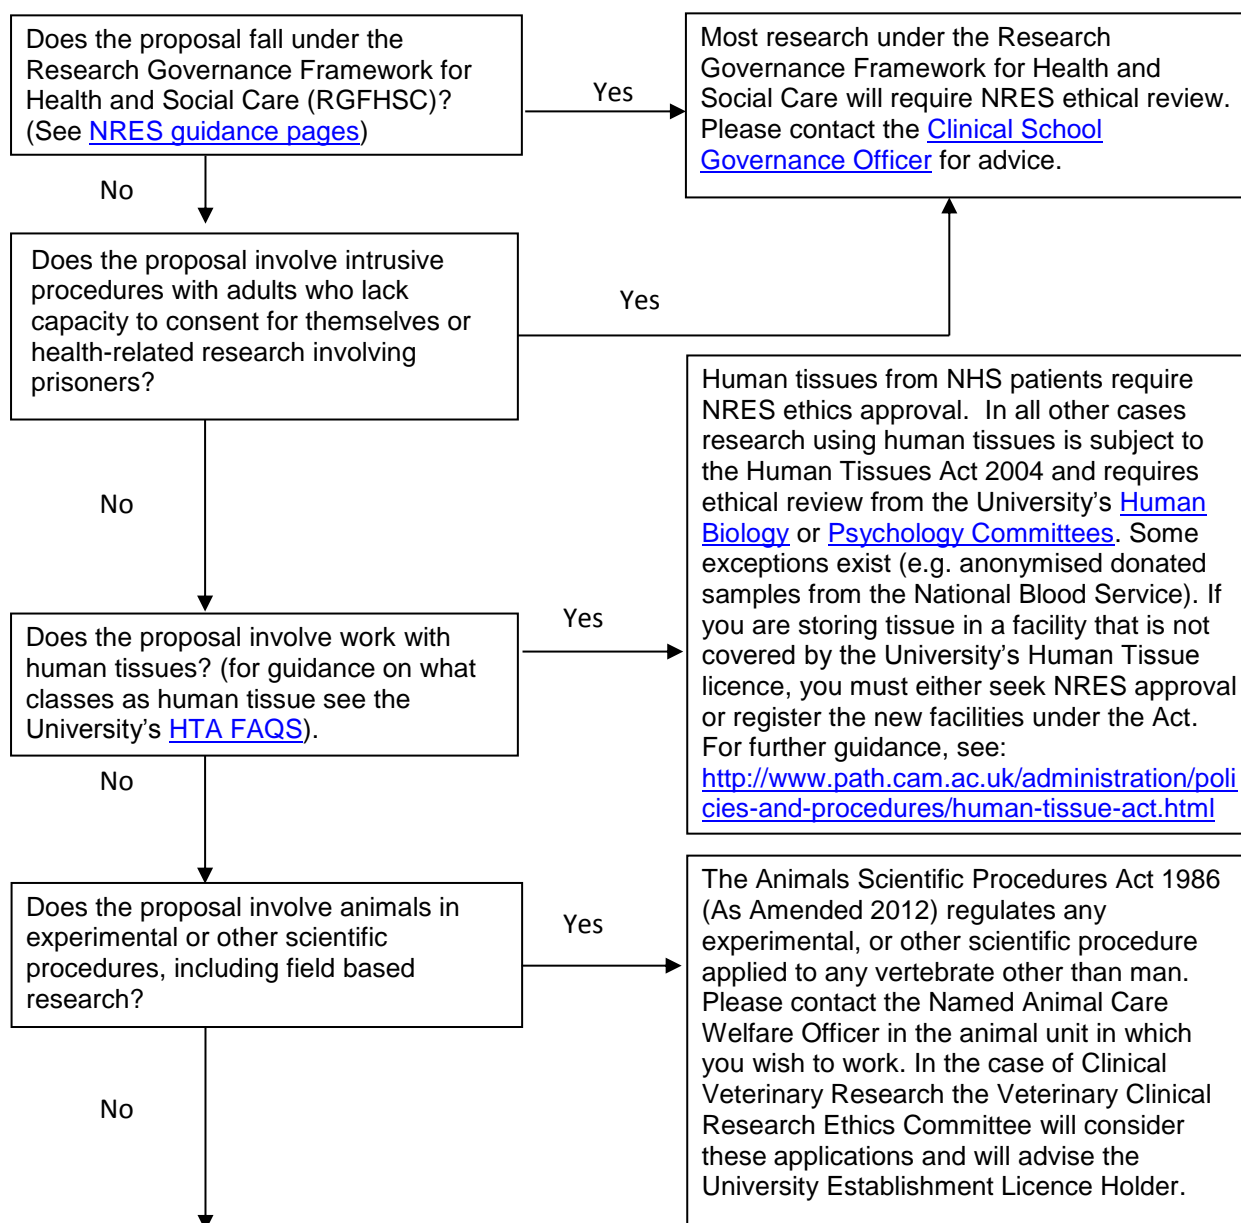 Does the proposal fall under the
Research Governance Framework for
Health and Social Care (RGFHSC)?
(See NRES guidance pages)
Yes
Most research under the Research
Governance Framework for Health and
Social Care will require NRES ethical review.
Please contact the Clinical School
Governance Officer for advice.
No
Does the proposal involve intrusive
procedures with adults who lack
capacity to consent for themselves or
health-related research involving
prisoners?
Yes
No
Human tissues from NHS patients require
NRES ethics approval.  In all other cases
research using human tissues is subject to
the Human Tissues Act 2004 and requires
ethical review from the University’s Human
Biology or Psychology Committees. Some
exceptions exist (e.g. anonymised donated
samples from the National Blood Service). If
you are storing tissue in a facility that is not
covered by the University’s Human Tissue
licence, you must either seek NRES approval
or register the new facilities under the Act.
For further guidance, see:
http://www.path.cam.ac.uk/administration/poli
cies-and-procedures/human-tissue-act.html
Does the proposal involve work with
human tissues? (for guidance on what
classes as human tissue see the
University’s HTA FAQS).
Yes
No
Does the proposal involve animals in
experimental or other scientific
procedures, including field based
research?
Yes
The Animals Scientific Procedures Act 1986
(As Amended 2012) regulates any
experimental, or other scientific procedure
applied to any vertebrate other than man.
Please contact the Named Animal Care
Welfare Officer in the animal unit in which
you wish to work. In the case of Clinical
Veterinary Research the Veterinary Clinical
Research Ethics Committee will consider
these applications and will advise the
University Establishment Licence Holder.
No